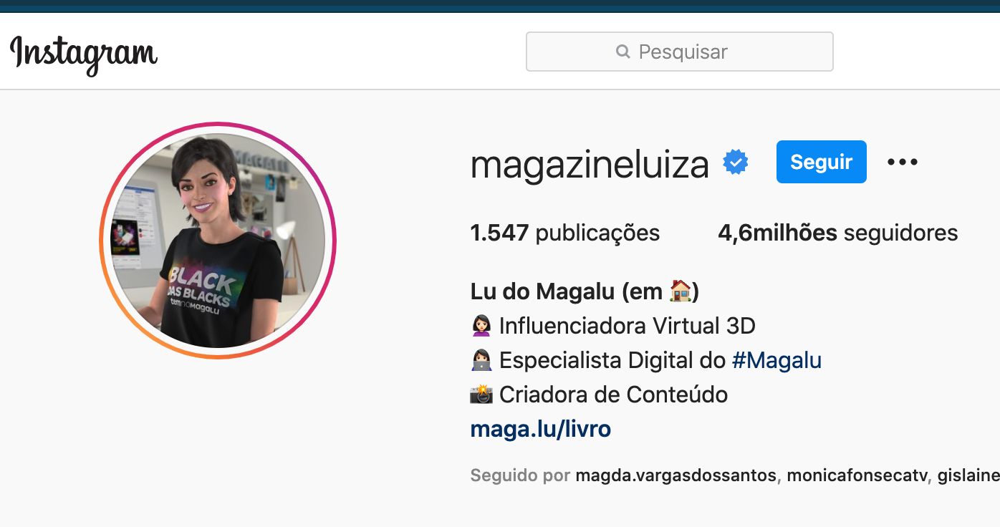 Instagram
Pesquisar
magazineluiza
Seguir
1.547 publicações
4,6milhões seguidores
Lu do Magalu (em 🏠)
Influenciadora Virtual 3D
Especialista Digital do #Magalu
Criadora de Conteúdo
maga.lu/livro
Seguido por magda.vargasdossantos, monicafonsecatv, gislaine
MAGALU
BLACK
DAS BLACKS
temnomagalu